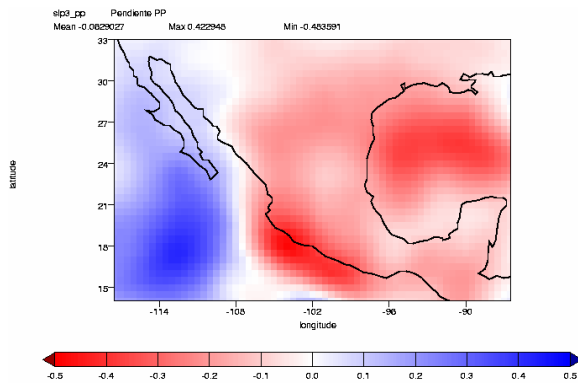 slp3_pp Pendiente PP
Mean -0.0829027 Max 0.422945 Min -0.483591
33
30
27
24
21
18
15
latitude
-114 -108 -102 -96 -90
longitude
-0.5 -0.4 -0.3 -0.2 -0.1 0.0 0.1 0.2 0.3 0.4 0.5